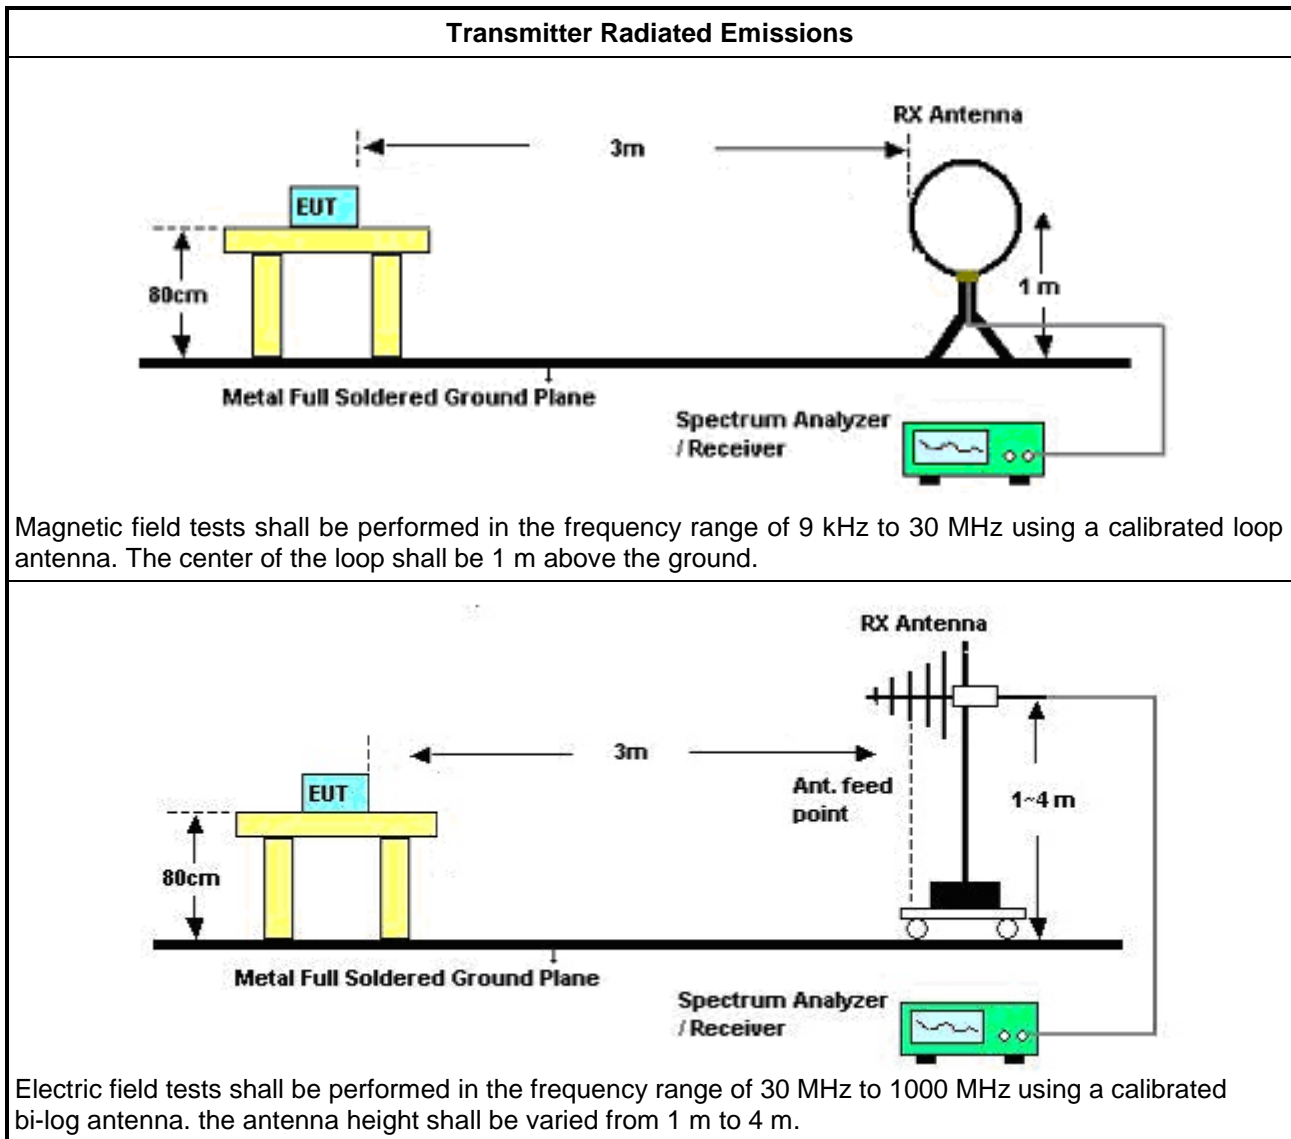 Transmitter Radiated Emissions
RX Antenna
3m
EUT
80cm
1 m
Metal Full Soldered Ground Plane
Spectrum Analyzer
/ Receiver
Magnetic field tests shall be performed in the frequency range of 9 kHz to 30 MHz using a calibrated loop
antenna. The center of the loop shall be 1 m above the ground.
RX Antenna
3m
EUT
Ant. feed
point
1~4 m
80cm
Metal Full Soldered Ground Plane
Spectrum Analyzer
/ Receiver
Electric field tests shall be performed in the frequency range of 30 MHz to 1000 MHz using a calibrated
bi-log antenna. the antenna height shall be varied from 1 m to 4 m.